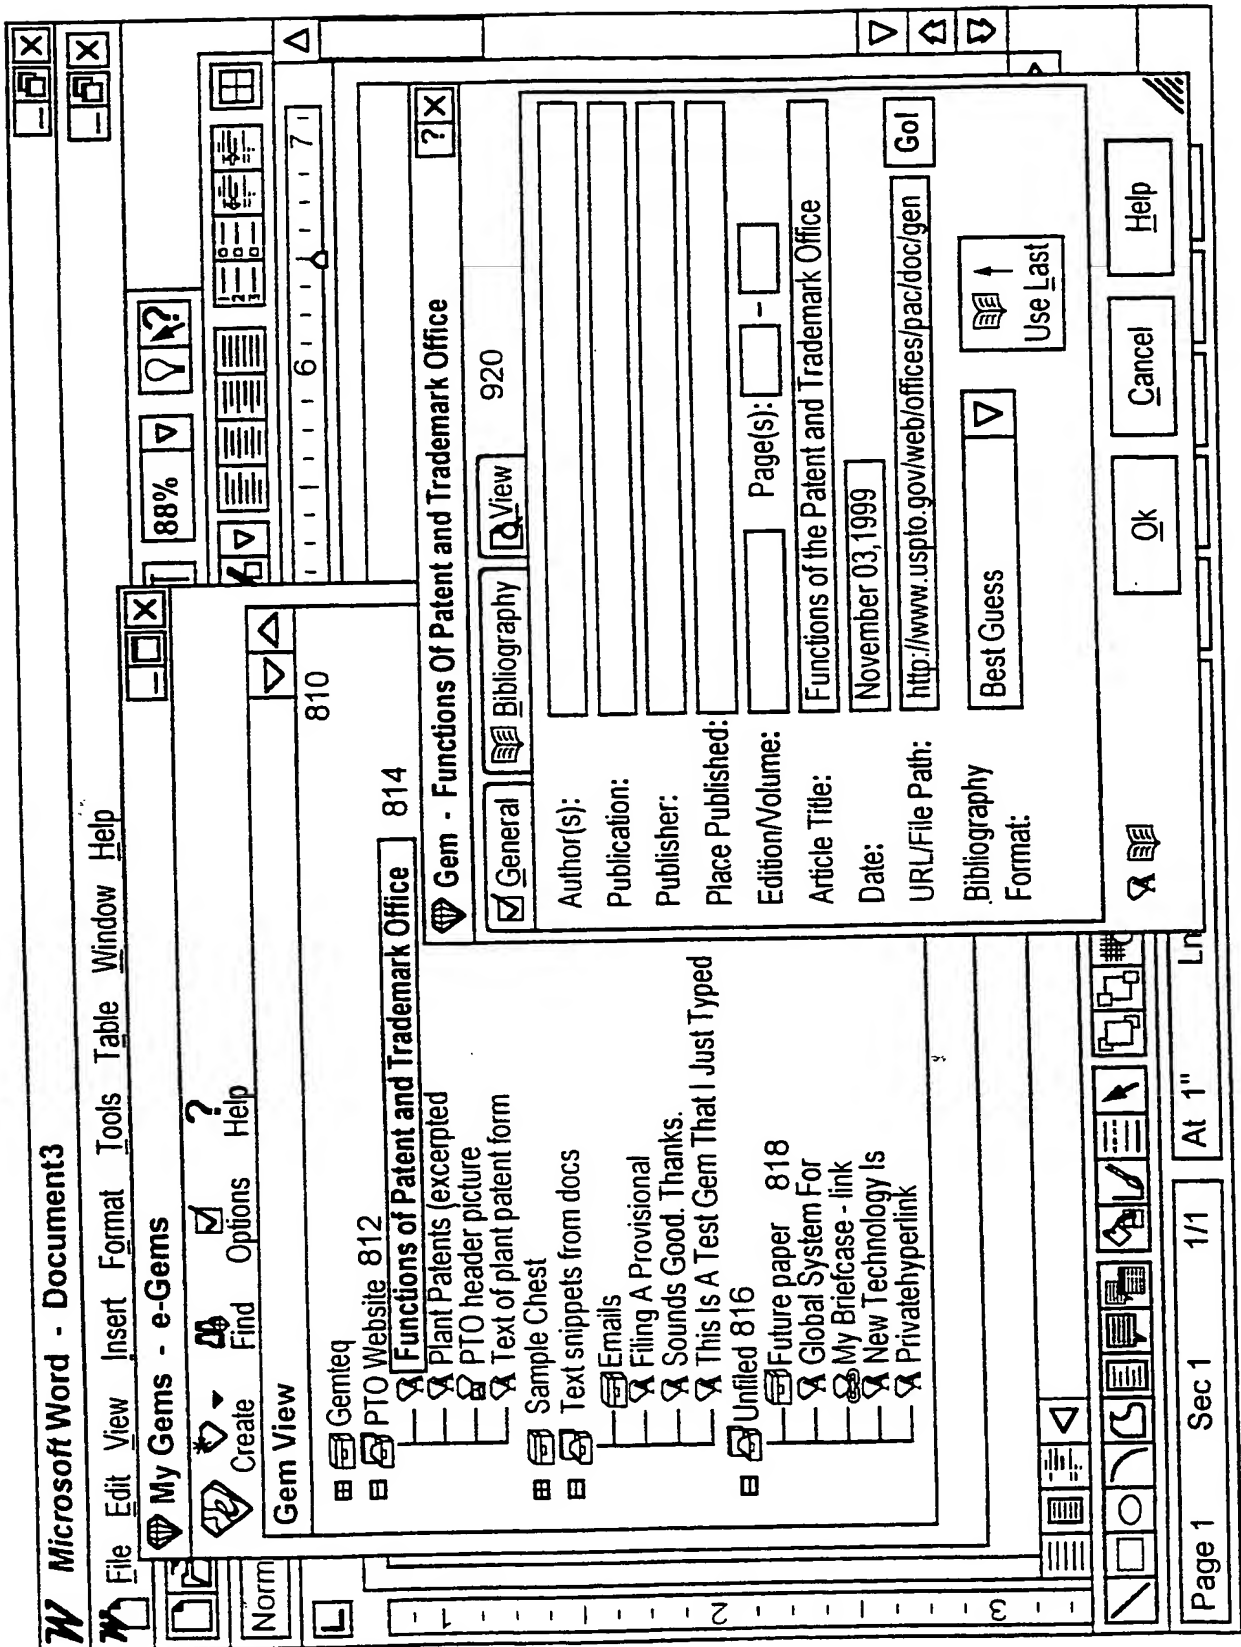 W Microsoft Word - Document3
File Edit View Insert Format Tools Table Window Help
My Gems - e-Gems
88%
Create Find Options Help
Norm
Gem View
6 7
810
Gemteq
PTO Website 812
Functions of Patent and Trademark Office 814
Plant Patents (excerpted
PTO header picture
Text of plant patent form
Sample Chest
Text snippets from docs
Emails
Filing A Provisional
Sounds Good. Thanks.
This Is A Test Gem That I Just Typed
Unfiled 816
Future paper 818
Global System For
My Briefcase - link
New Technology Is
Privatehyperlink
Gem - Functions Of Patent and Trademark Office
General Bibliography View 920
Author(s):
Publication:
Publisher:
Place Published:
Edition/Volume: Page(s): -
Article Title: Functions of the Patent and Trademark Office
Date: November 03,1999
URL/File Path: http://www.uspto.gov/web/offices/pac/doc/gen Go!
Bibliography
Format: Best Guess Use Last
Ok Cancel Help
1
2
3
Page 1 Sec 1 1/1 At 1" Ln